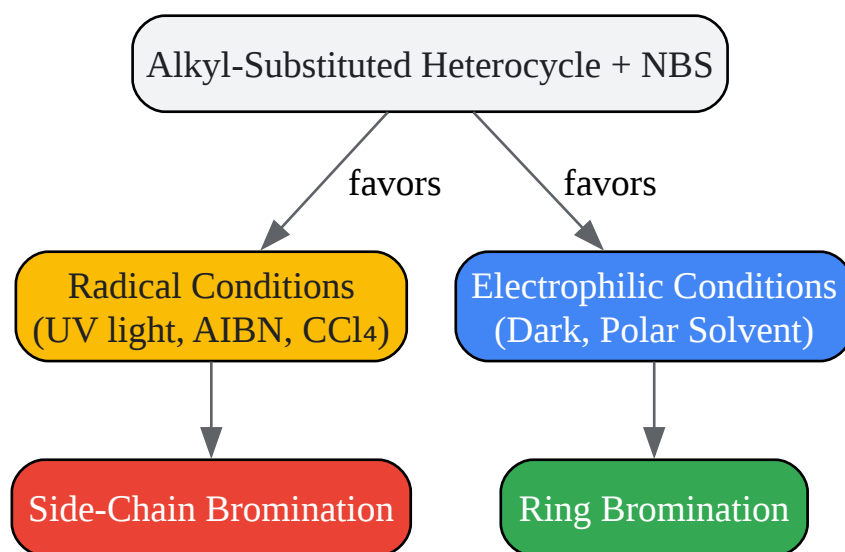 Alkyl-Substituted Heterocycle + NBS
favors
favors
Radical Conditions
(UV light, AIBN, CCl₄)
Electrophilic Conditions
(Dark, Polar Solvent)
Side-Chain Bromination
Ring Bromination